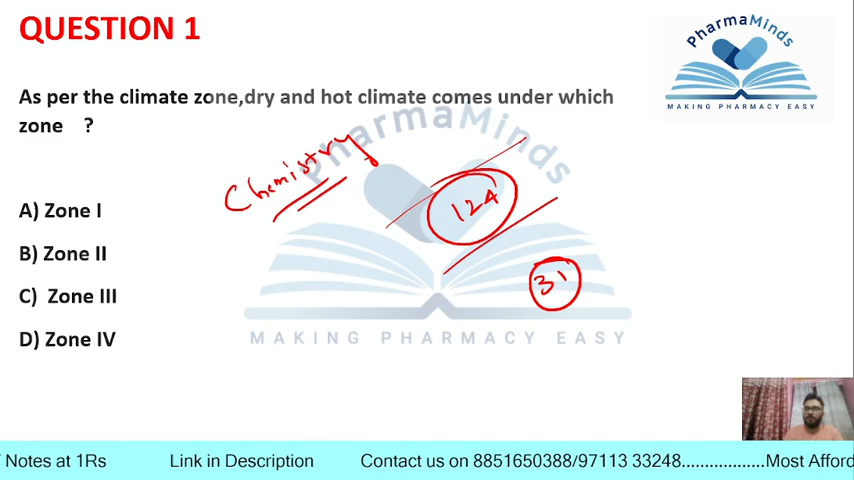 QUESTION 1
PharmaMinds
MAKING PHARMACY EASY
As per the climate zone,dry and hot climate comes under which
zone ?
PharmaMinds
Chemistry
A) Zone I
124
B) Zone II
31
C) Zone III
D) Zone IV
MAKING PHARMACY EASY
Notes at 1Rs Link in Description Contact us on 8851650388/97113 33248..................Most Afford